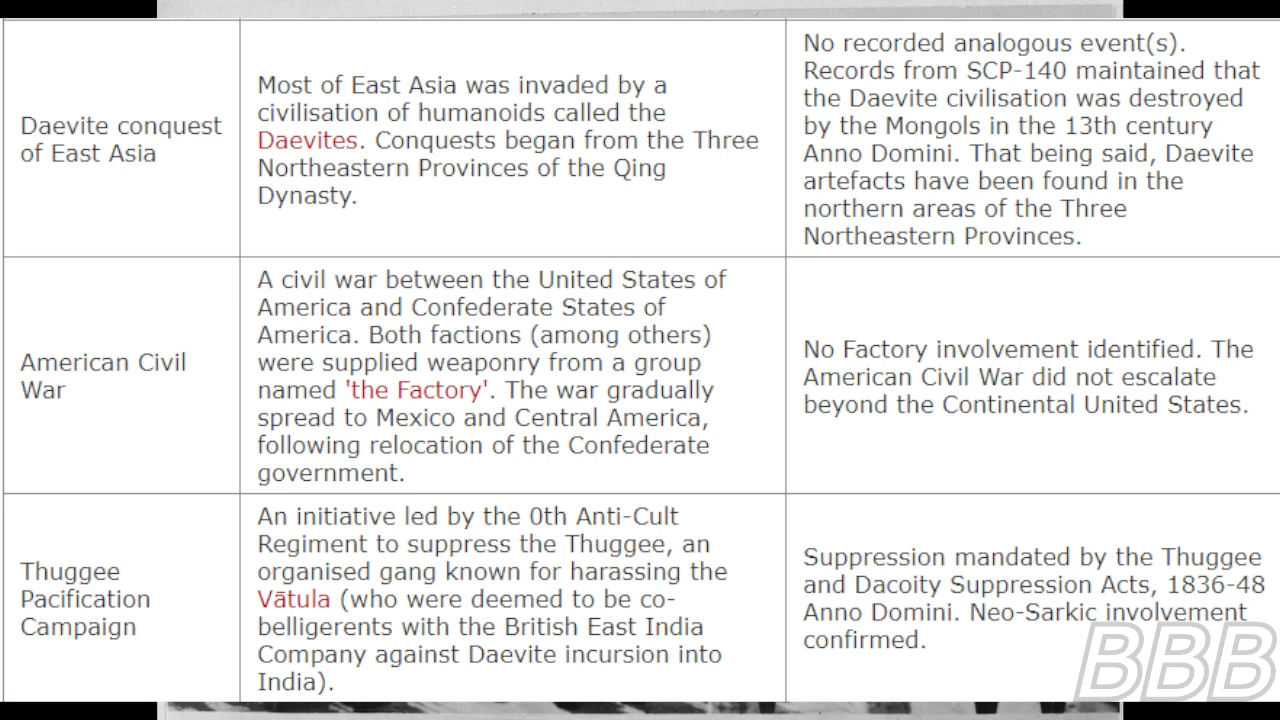 Daevite conquest
of East Asia
Most of East Asia was invaded by a
civilisation of humanoids called the
Daevites. Conquests began from the Three
Northeastern Provinces of the Qing
Dynasty.
No recorded analogous event(s).
Records from SCP-140 maintained that
the Daevite civilisation was destroyed
by the Mongols in the 13th century
Anno Domini. That being said, Daevite
artefacts have been found in the
northern areas of the Three
Northeastern Provinces.
American Civil
War
A civil war between the United States of
America and Confederate States of
America. Both factions (among others)
were supplied weaponry from a group
named 'the Factory'. The war gradually
spread to Mexico and Central America,
following relocation of the Confederate
government.
No Factory involvement identified. The
American Civil War did not escalate
beyond the Continental United States.
Thuggee
Pacification
Campaign
An initiative led by the 0th Anti-Cult
Regiment to suppress the Thuggee, an
organised gang known for harassing the
Vātula (who were deemed to be co-
belligerents with the British East India
Company against Daevite incursion into
India).
Suppression mandated by the Thuggee
and Dacoity Suppression Acts, 1836-48
Anno Domini. Neo-Sarkic involvement
confirmed.
BBB